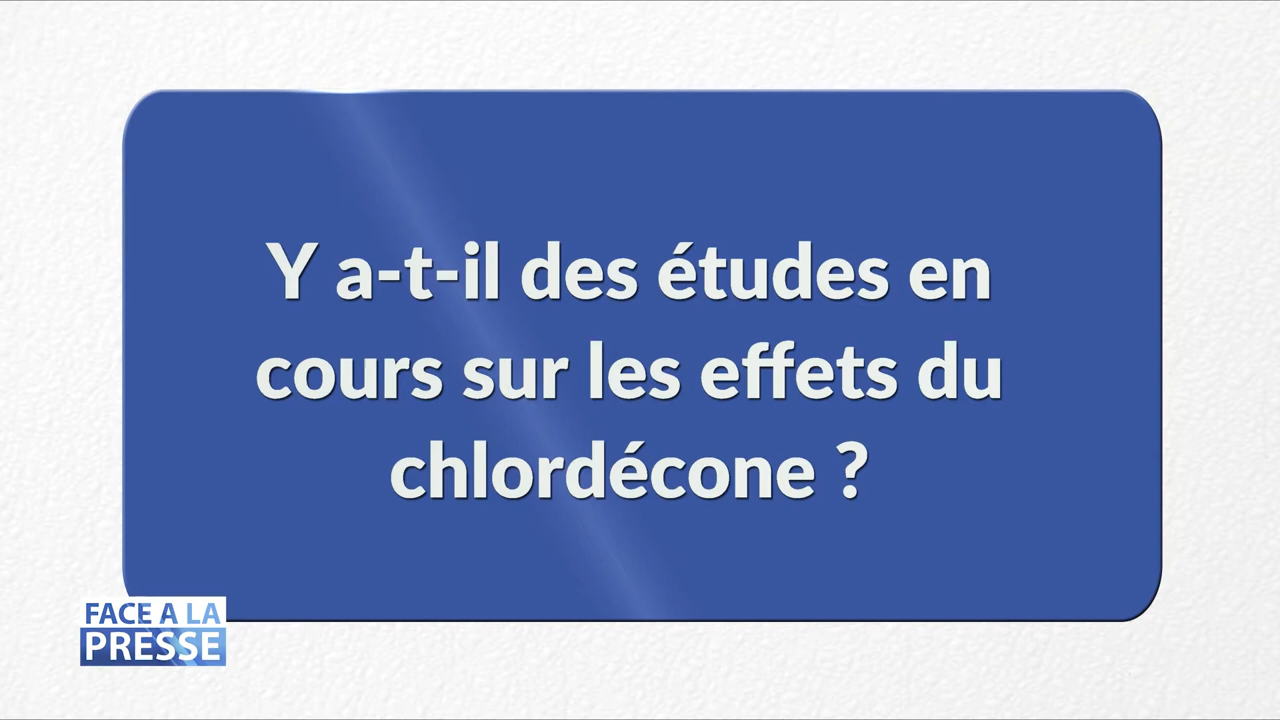 Y a-t-il des études en
cours sur les effets du
chlordécone ?
FACE A LA
PRESSE